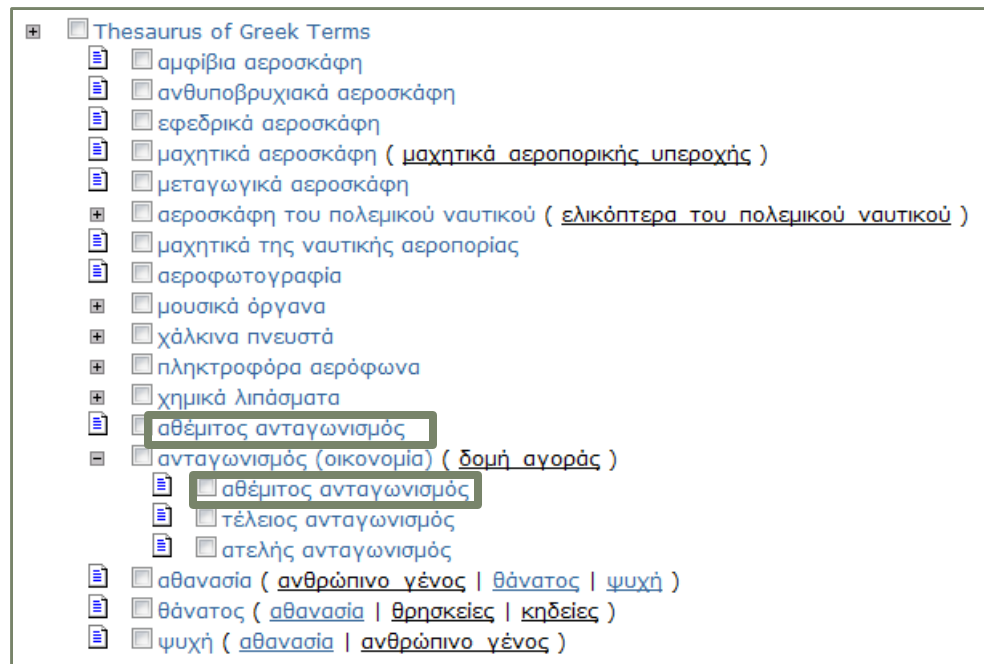 Thesaurus of Greek Terms
αμφίβια αεροσκάφη
ανθυποβρυχιακά αεροσκάφη
εφεδρικά αεροσκάφη
μαχητικά αεροσκάφη ( μαχητικά αεροπορικής υπεροχής )
μεταγωγικά αεροσκάφη
αεροσκάφη του πολεμικού ναυτικού ( ελικόπτερα του πολεμικού ναυτικού )
μαχητικά της ναυτικής αεροπορίας
αεροφωτογραφία
μουσικά όργανα
χάλκινα πνευστά
πληκτροφόρα αερόφωνα
χημικά λιπάσματα
αθέμιτος ανταγωνισμός
ανταγωνισμός (οικονομία) ( δομή αγοράς )
αθέμιτος ανταγωνισμός
τέλειος ανταγωνισμός
ατελής ανταγωνισμός
αθανασία ( ανθρώπινο γένος | θάνατος | ψυχή )
θάνατος ( αθανασία | θρησκείες | κηδείες )
ψυχή ( αθανασία | ανθρώπινο γένος )